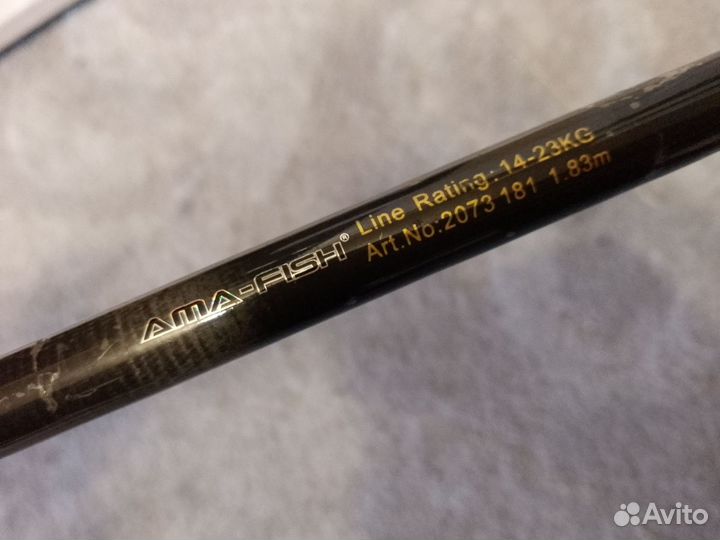 AMA-FISH®
Line Rating: 14-23KG
Art.No:2073 181 1.83m
Avito